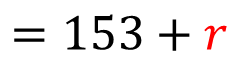 = 153 + r